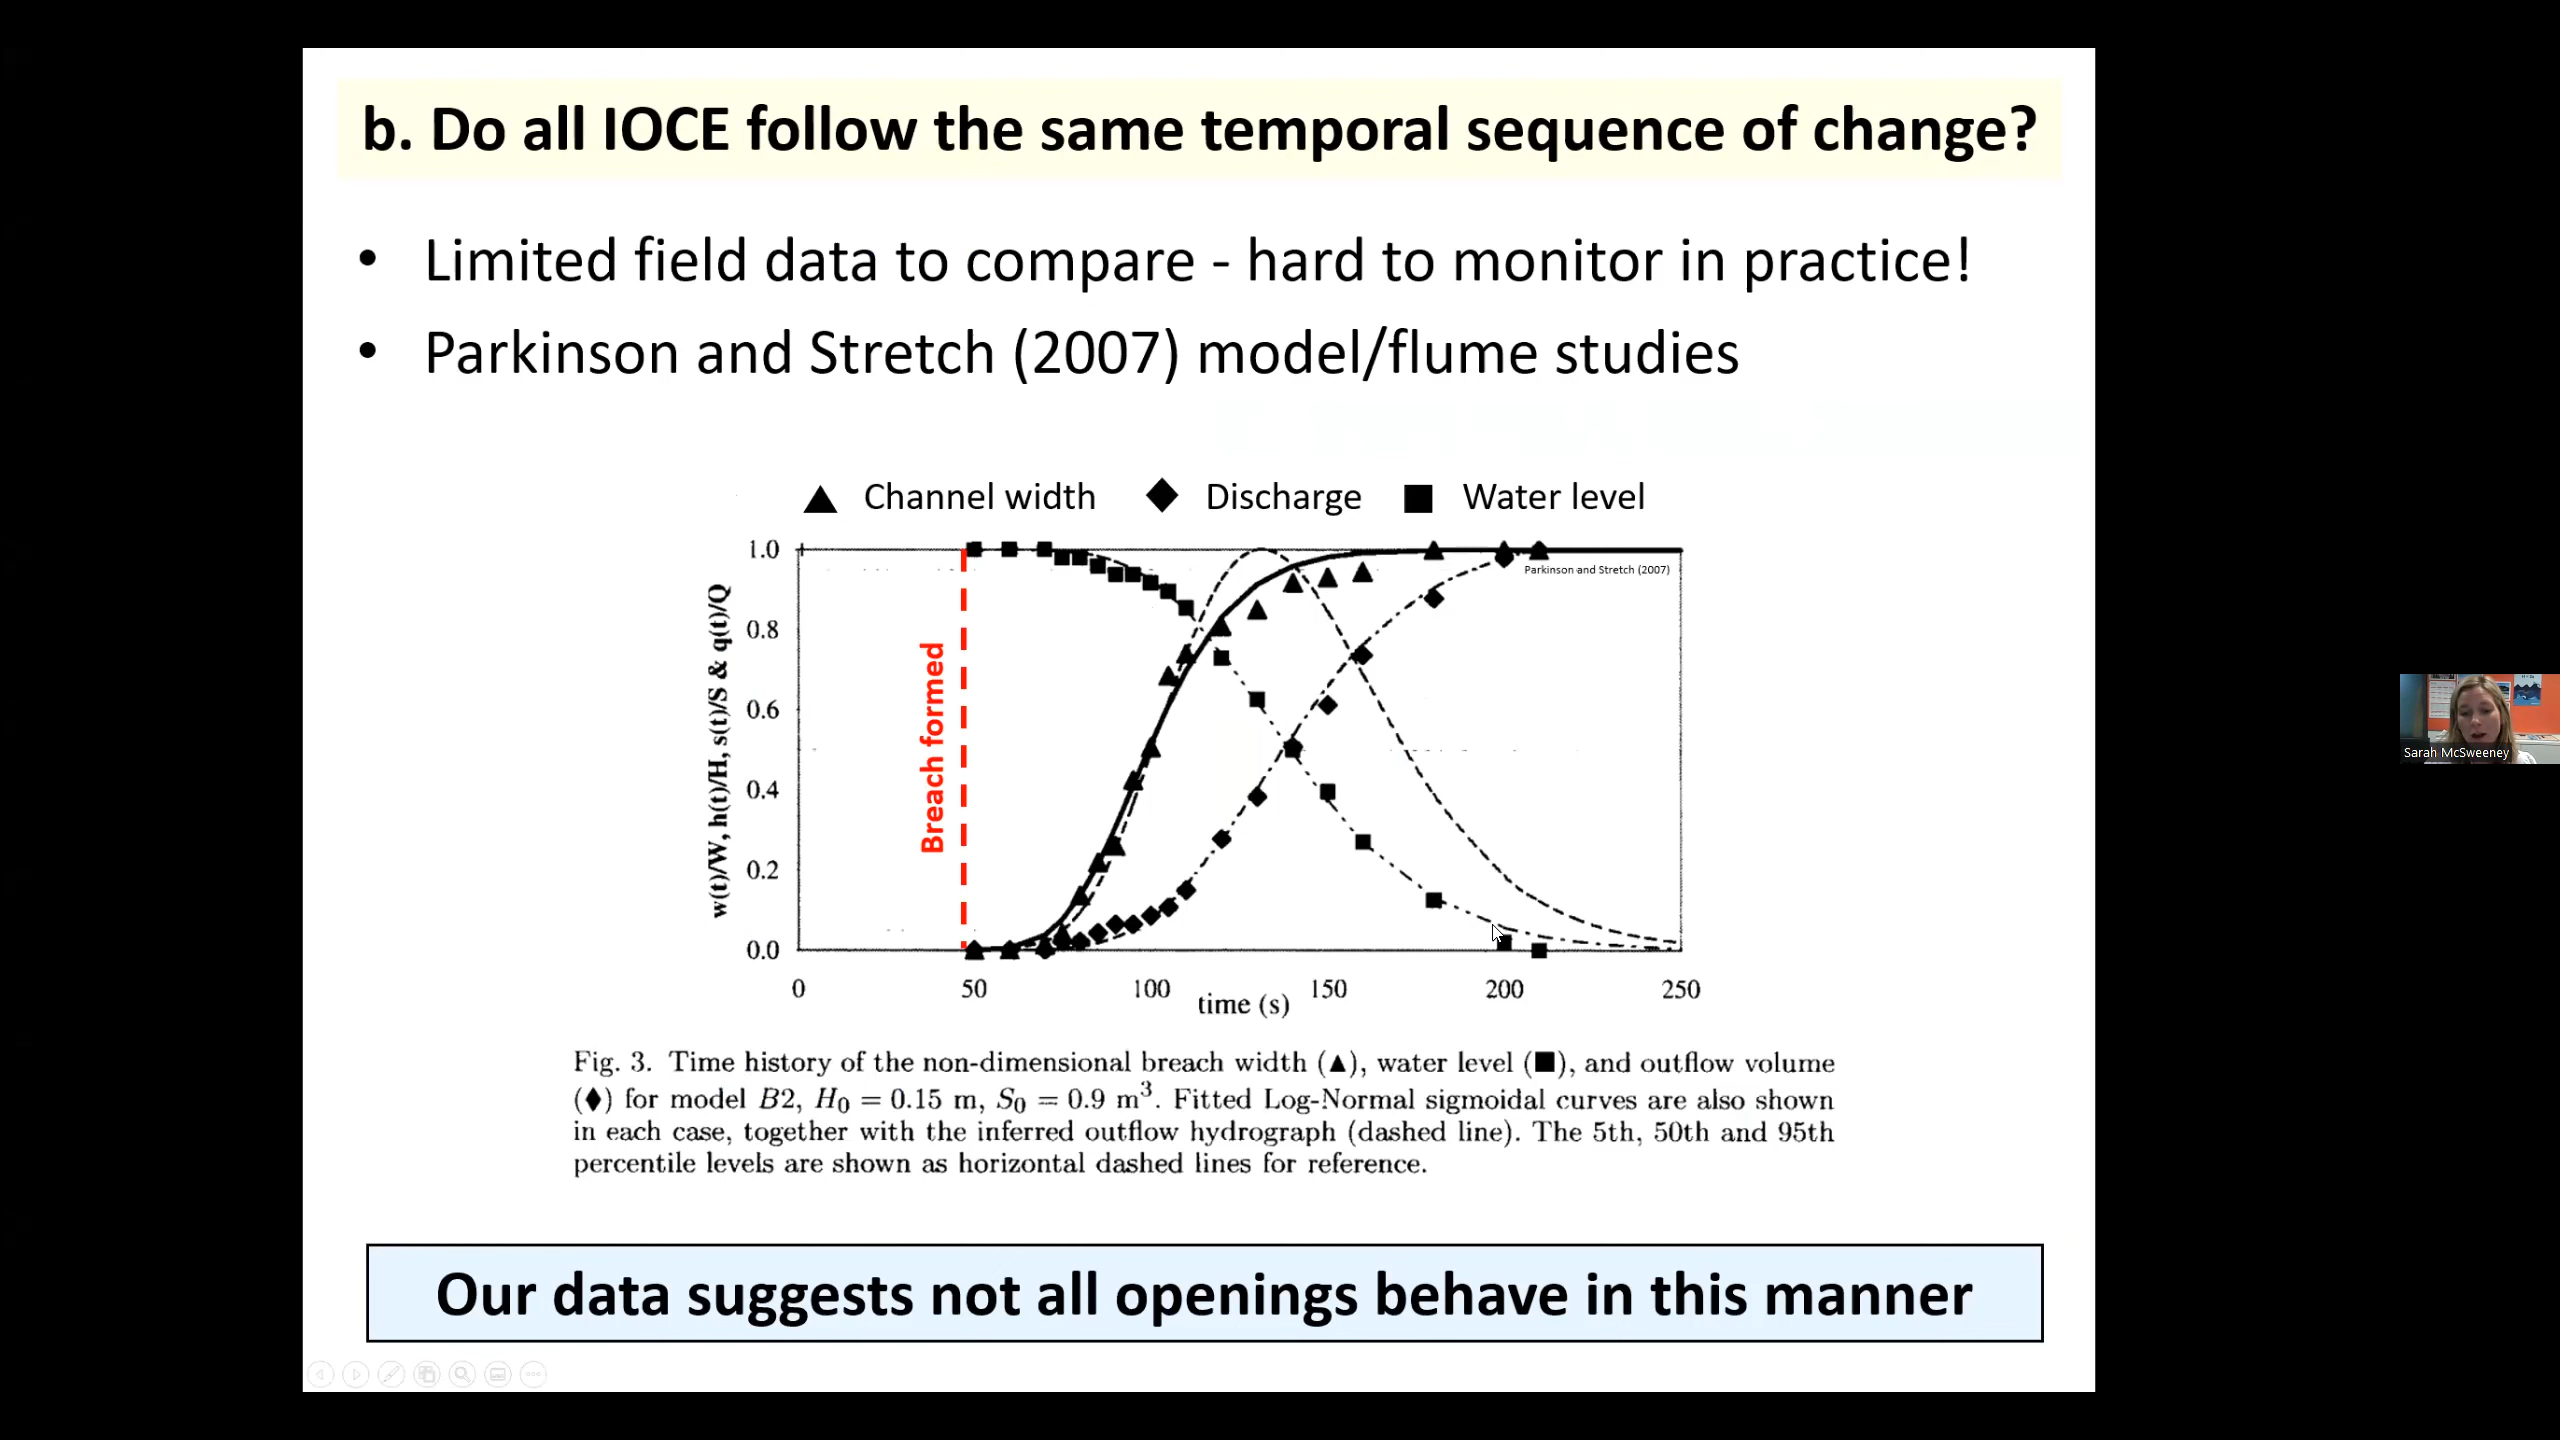 b. Do all IOCE follow the same temporal sequence of change?
• Limited field data to compare - hard to monitor in practice!
• Parkinson and Stretch (2007) model/flume studies
Channel width Discharge Water level
1.0
0.8
0.6
0.4
0.2
0.0
w(t)/W, h(t)/H, s(t)/S & q(t)/Q
Breach formed
Parkinson and Stretch (2007)
0 50 100 150 200 250
time (s)
Fig. 3. Time history of the non-dimensional breach width (▲), water level (■), and outflow volume
(♦) for model B2, H₀ = 0.15 m, S₀ = 0.9 m³. Fitted Log-Normal sigmoidal curves are also shown
in each case, together with the inferred outflow hydrograph (dashed line). The 5th, 50th and 95th
percentile levels are shown as horizontal dashed lines for reference.
Our data suggests not all openings behave in this manner
Sarah McSweeney